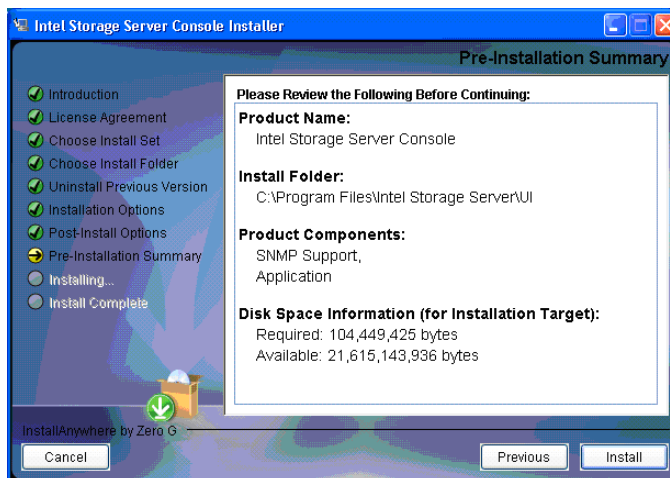 Intel Storage Server Console Installer
Pre-Installation Summary
Introduction
License Agreement
Choose Install Set
Choose Install Folder
Uninstall Previous Version
Installation Options
Post-Install Options
Pre-Installation Summary
Installing...
Install Complete
Please Review the Following Before Continuing:
Product Name:
Intel Storage Server Console
Install Folder:
C:\Program Files\Intel Storage Server\UI
Product Components:
SNMP Support,
Application
Disk Space Information (for Installation Target):
Required: 104,449,425 bytes
Available: 21,615,143,936 bytes
InstallAnywhere by Zero G
Cancel
Previous
Install